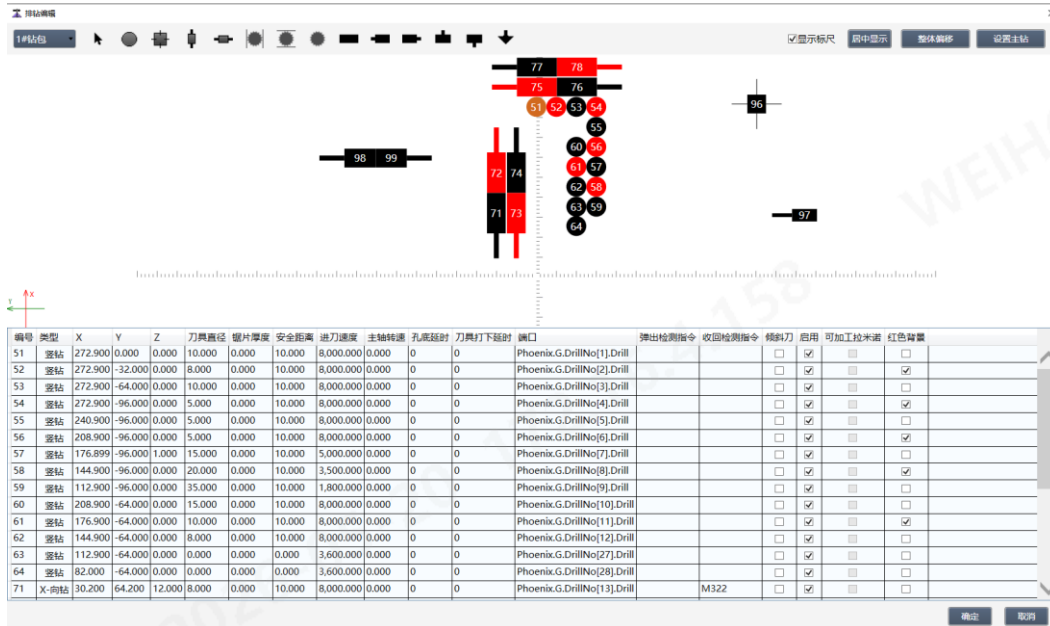 排钻编辑
1#钻包 显示标尺 居中显示 整体偏移 设置主钻
77 78
75 76
51 52 53 54
96
55
60 56
98 99
72 74 61 57
62 58
71 73 63 59
97
64
Y X
编号 类型 X Y Z 刀具直径 锯片厚度 安全距离 进刀速度 主轴转速 孔底延时 刀具打下延时 端口 弹出检测指令 收回检测指令 倾斜刀 启用 可加工拉米诺 红色背景
51 竖钻 272.900 0.000 0.000 10.000 0.000 10.000 8,000.000 0.000 0 0 Phoenix.G.DrillNo[1].Drill
52 竖钻 272.900 -32.000 0.000 8.000 0.000 10.000 8,000.000 0.000 0 0 Phoenix.G.DrillNo[2].Drill
53 竖钻 272.900 -64.000 0.000 10.000 0.000 10.000 8,000.000 0.000 0 0 Phoenix.G.DrillNo[3].Drill
54 竖钻 272.900 -96.000 0.000 5.000 0.000 10.000 8,000.000 0.000 0 0 Phoenix.G.DrillNo[4].Drill
55 竖钻 240.900 -96.000 0.000 5.000 0.000 10.000 8,000.000 0.000 0 0 Phoenix.G.DrillNo[5].Drill
56 竖钻 208.900 -96.000 0.000 5.000 0.000 10.000 8,000.000 0.000 0 0 Phoenix.G.DrillNo[6].Drill
57 竖钻 176.899 -96.000 1.000 15.000 0.000 10.000 5,000.000 0.000 0 0 Phoenix.G.DrillNo[7].Drill
58 竖钻 144.900 -96.000 0.000 20.000 0.000 10.000 3,500.000 0.000 0 0 Phoenix.G.DrillNo[8].Drill
59 竖钻 112.900 -96.000 0.000 35.000 0.000 10.000 1,800.000 0.000 0 0 Phoenix.G.DrillNo[9].Drill
60 竖钻 208.900 -64.000 0.000 15.000 0.000 10.000 8,000.000 0.000 0 0 Phoenix.G.DrillNo[10].Drill
61 竖钻 176.900 -64.000 0.000 10.000 0.000 10.000 8,000.000 0.000 0 0 Phoenix.G.DrillNo[11].Drill
62 竖钻 144.900 -64.000 0.000 8.000 0.000 10.000 8,000.000 0.000 0 0 Phoenix.G.DrillNo[12].Drill
63 竖钻 112.900 -64.000 0.000 0.000 0.000 0.000 3,600.000 0.000 0 0 Phoenix.G.DrillNo[27].Drill
64 竖钻 82.000 -64.000 0.000 0.000 0.000 0.000 3,600.000 0.000 0 0 Phoenix.G.DrillNo[28].Drill
71 X-向钻 30.200 64.200 12.000 8.000 0.000 10.000 8,000.000 0.000 0 0 Phoenix.G.DrillNo[13].Drill M322
确定 取消